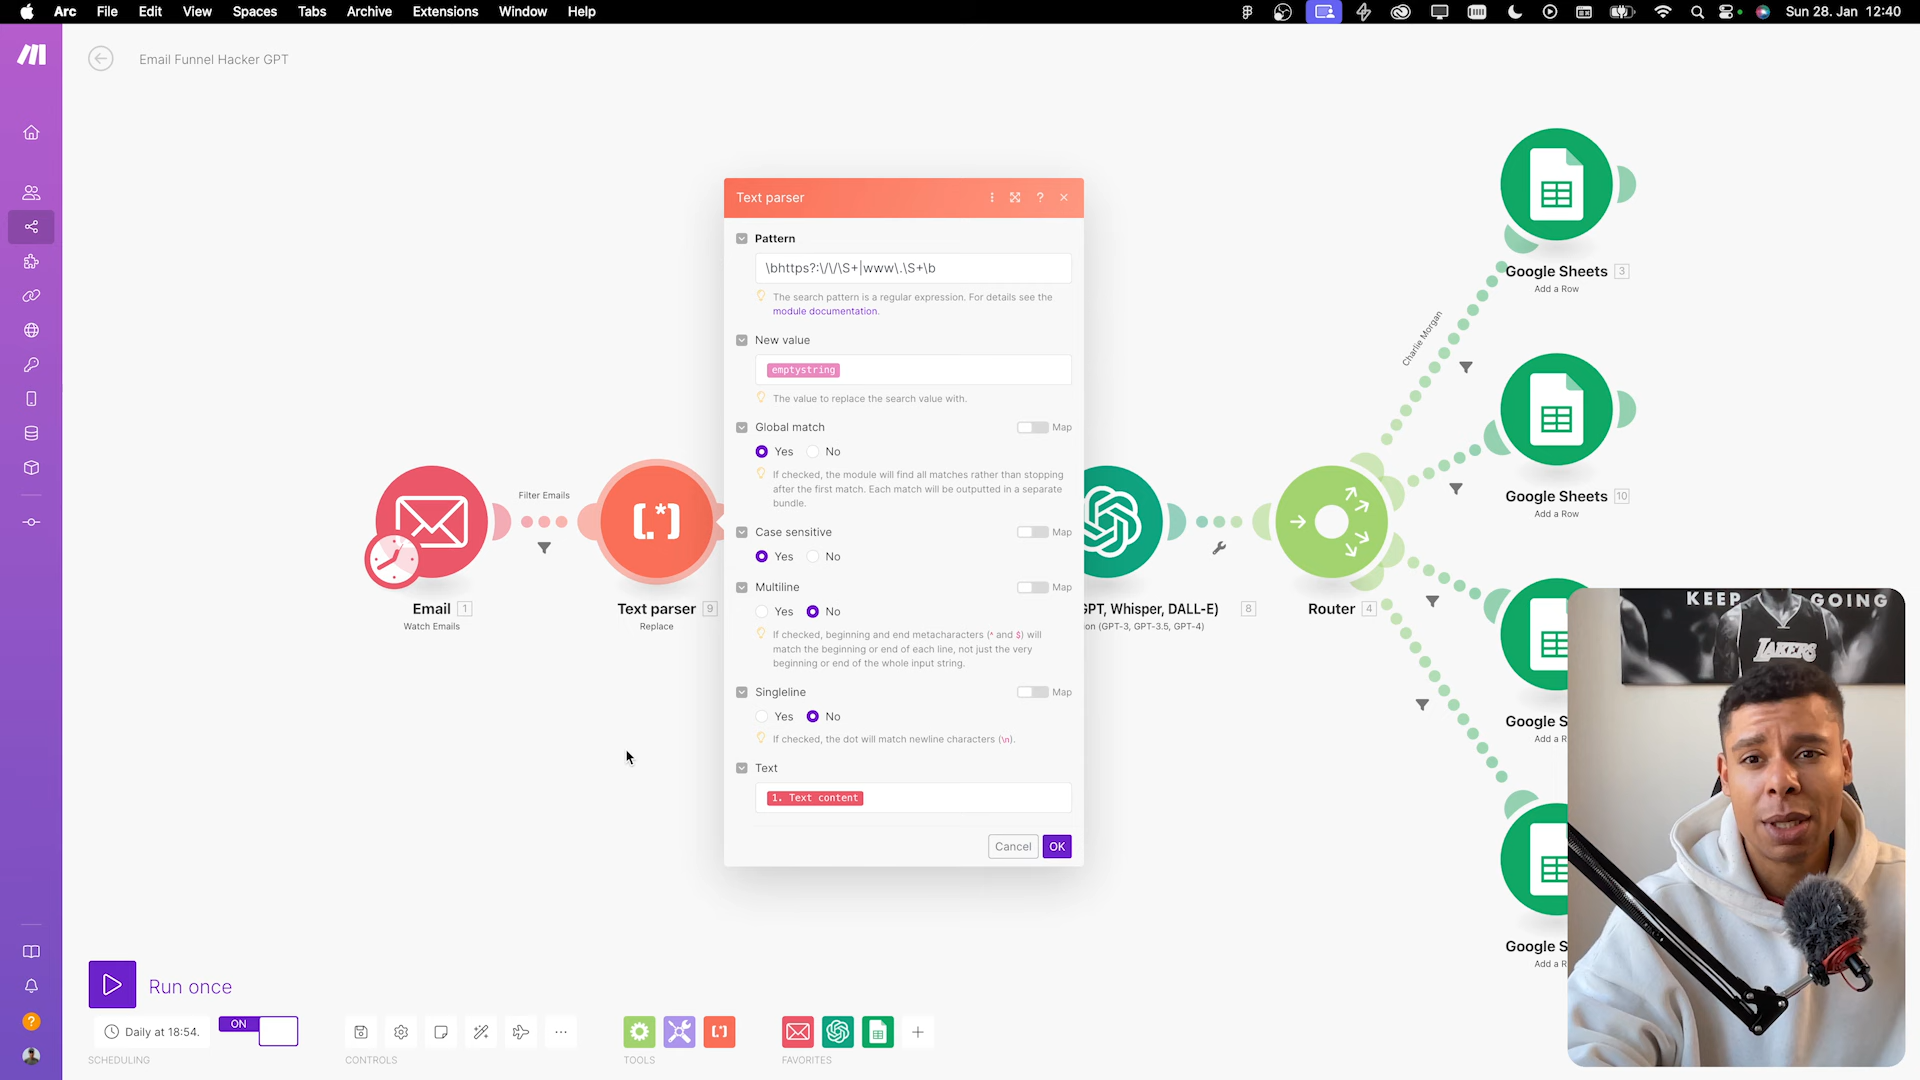 Arc File Edit View Spaces Tabs Archive Extensions Window Help Sun 28. Jan 12:40
Email Funnel Hacker GPT
Text parser
Pattern
\bhttps?:\/\/\S+|www\.\S+\b
The search pattern is a regular expression. For details see the
module documentation.
New value
emptystring
The value to replace the search value with.
Global match Map
Yes No
If checked, the module will find all matches rather than stopping
after the first match. Each match will be outputted in a separate
bundle.
Case sensitive Map
Yes No
Multiline Map
Yes No
If checked, beginning and end metacharacters (^ and $) will
match the beginning or end of each line, not just the very
beginning or end of the whole input string.
Singleline Map
Yes No
If checked, the dot will match newline characters (\n).
Text
1. Text content
Cancel OK
Filter Emails
Email 1
Watch Emails
[.*]
Text parser 9
Replace
GPT, Whisper, DALL-E) 8
on (GPT-3, GPT-3.5, GPT-4)
Router 4
Charlie Morgan
Google Sheets 3
Add a Row
Google Sheets 10
Add a Row
Google S
Add a R
Google S
Add a R
KEEP GOING
LAKERS
Run once
Daily at 18:54.
ON
SCHEDULING
CONTROLS
TOOLS
FAVORITES
?